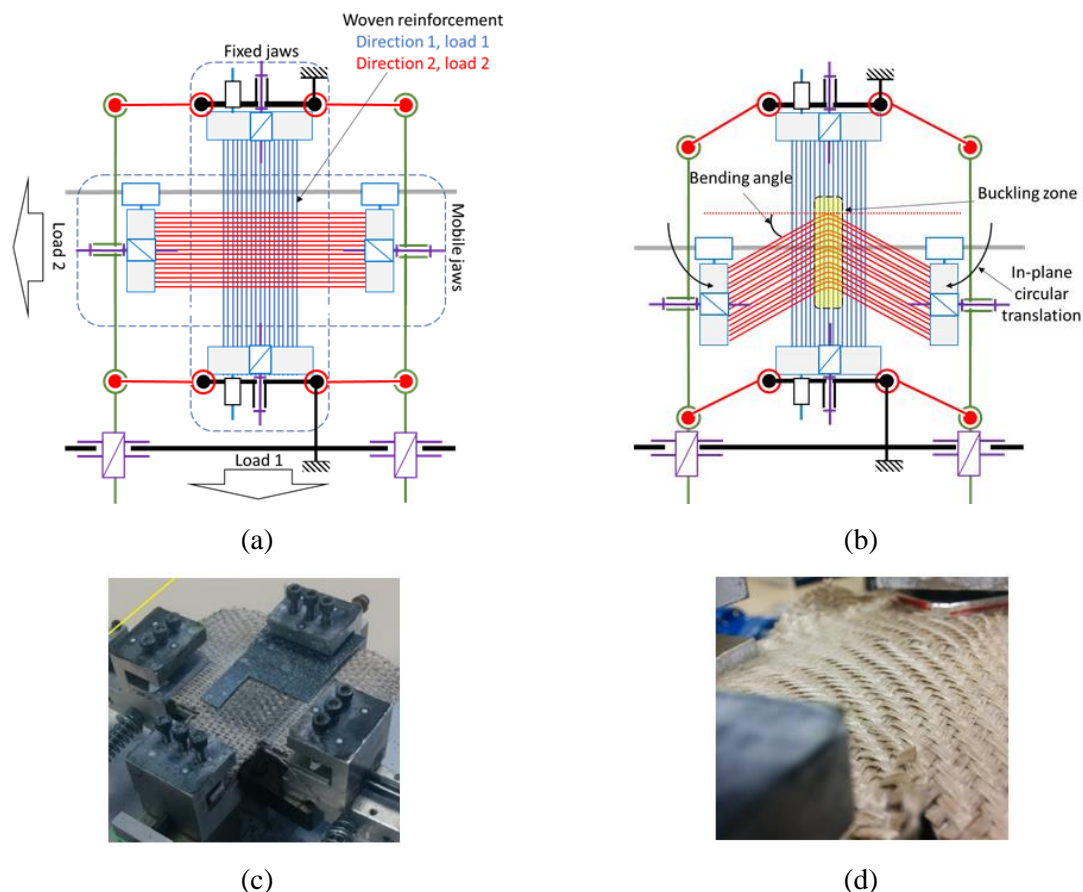 Woven reinforcement
Direction 1, load 1
Direction 2, load 2
Fixed jaws
Load 2
Mobile jaws
Load 1
(a)
Bending angle
Buckling zone
In-plane
circular
translation
(b)
(c)
(d)